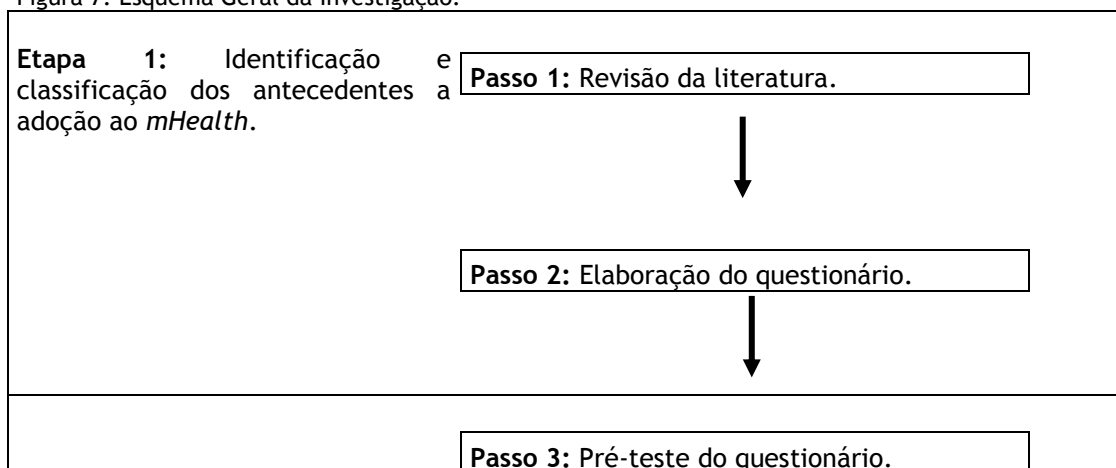 Figura 7: Esquema Geral da Investigação.
Etapa 1: Identificação e
classificação dos antecedentes a
adoção ao mHealth.
Passo 1: Revisão da literatura.
Passo 2: Elaboração do questionário.
Passo 3: Pré-teste do questionário.